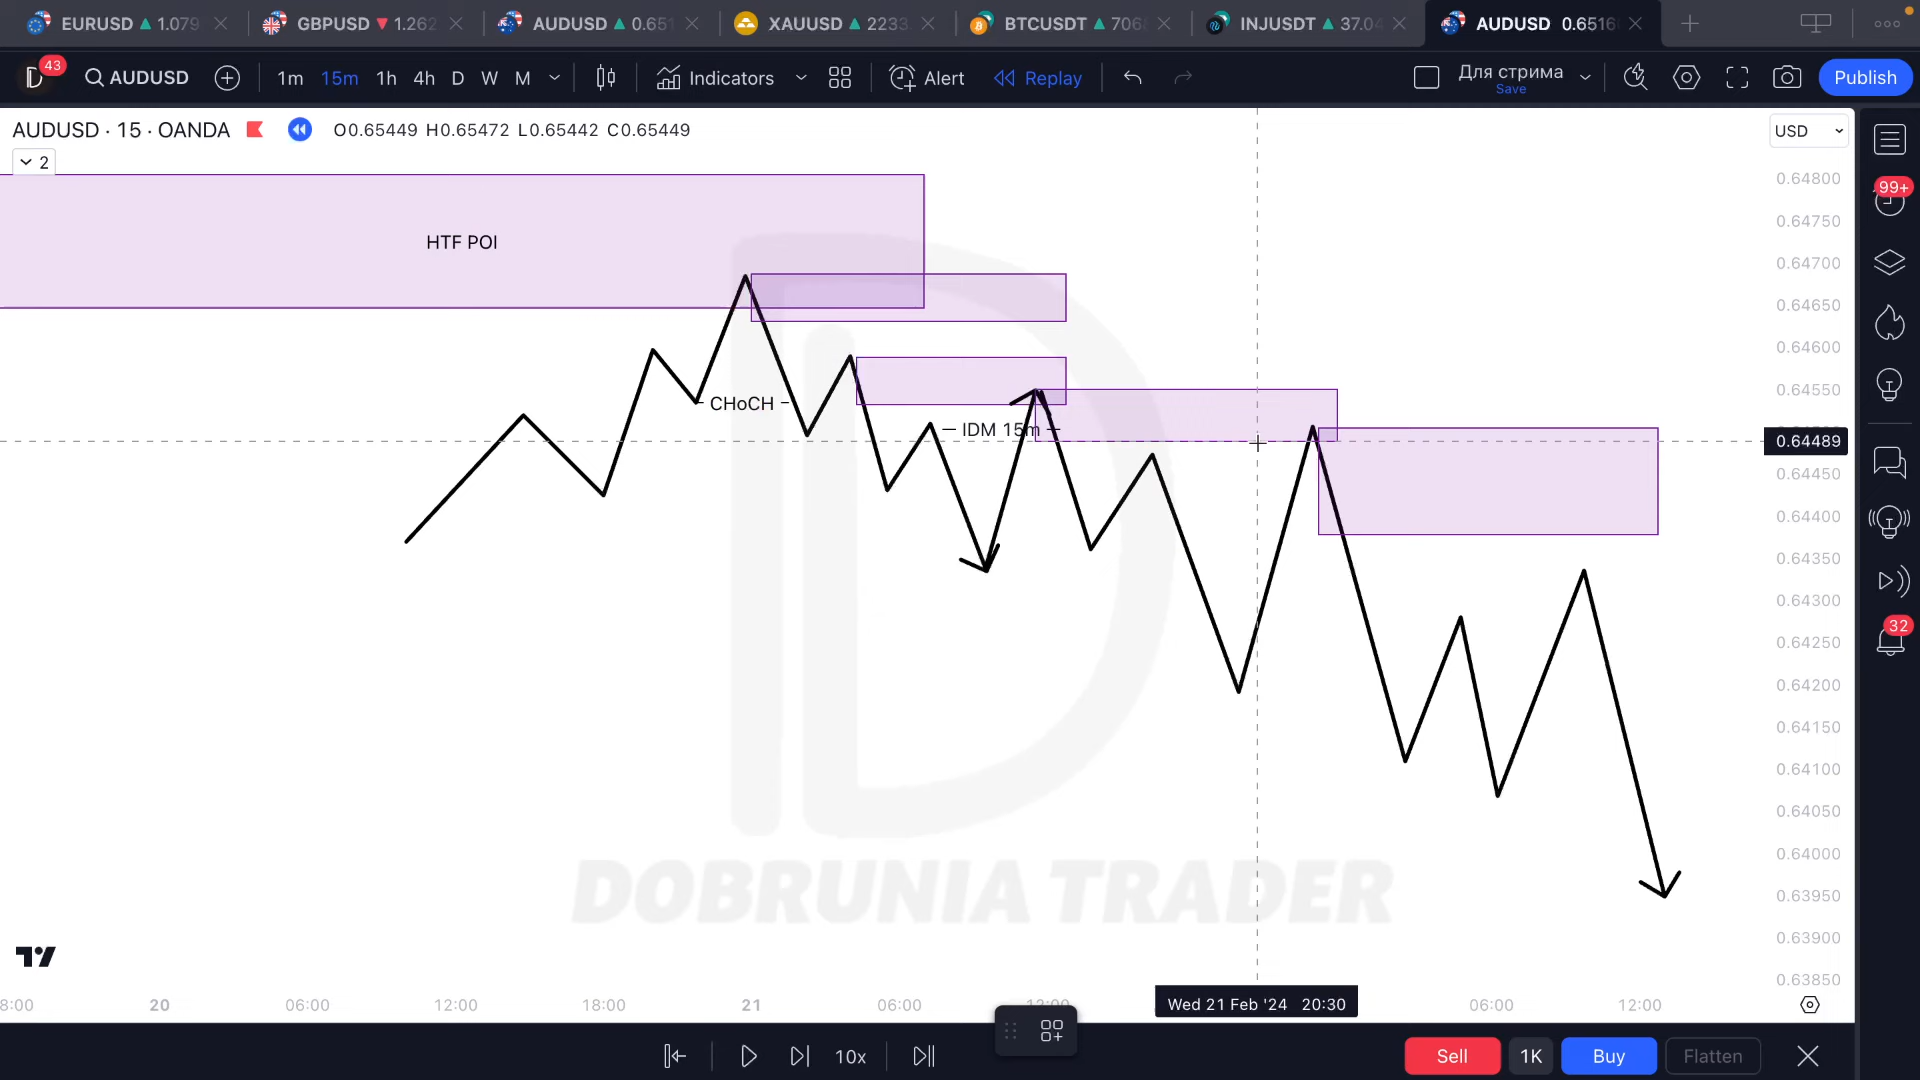 EURUSD 1.079 GBPUSD 1.262 AUDUSD 0.651 XAUUSD 2233 BTCUSDT 706 INJUSDT 37.04 AUDUSD 0.6516
43 AUDUSD 1m 15m 1h 4h D W M Indicators Alert Replay Для стрима Save Publish
AUDUSD · 15 · OANDA O0.65449 H0.65472 L0.65442 C0.65449 USD
2
0.64800
99+
0.64750
HTF POI
0.64700
0.64650
0.64600
0.64550
CHoCH
IDM 15m
0.64489
0.64450
0.64400
0.64350
0.64300
32
0.64250
0.64200
0.64150
0.64100
0.64050
0.64000
DOBRUNIA TRADER
0.63950
0.63900
0.63850
8:00 20 06:00 12:00 18:00 21 06:00 12:00 Wed 21 Feb '24 20:30 06:00 12:00
10x Sell 1K Buy Flatten